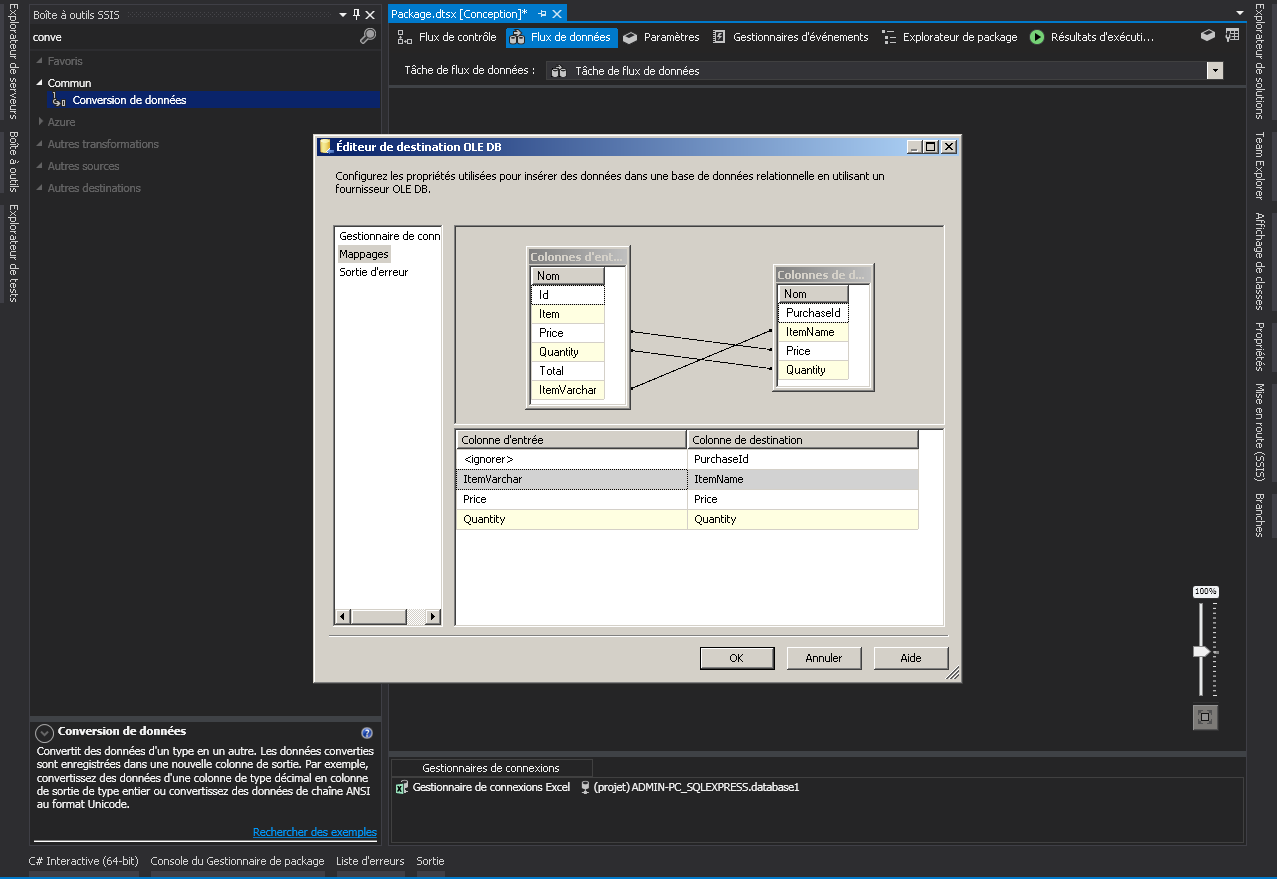 Explorateur de serveurs
Boîte à outils
Explorateur de tests
Boîte à outils SSIS
conve
Favoris
Commun
Conversion de données
Azure
Autres transformations
Autres sources
Autres destinations
Conversion de données
Convertit des données d'un type en un autre. Les données converties
sont enregistrées dans une nouvelle colonne de sortie. Par exemple,
convertissez des données d'une colonne de type décimal en colonne
de sortie de type entier ou convertissez des données de chaîne ANSI
au format Unicode.
Rechercher des exemples
Package.dtsx [Conception]*
Flux de contrôle
Flux de données
Paramètres
Gestionnaires d'événements
Explorateur de package
Résultats d'exécuti...
Tâche de flux de données :
Tâche de flux de données
Éditeur de destination OLE DB
Configurez les propriétés utilisées pour insérer des données dans une base de données relationnelle en utilisant un
fournisseur OLE DB.
Gestionnaire de conn
Mappages
Sortie d'erreur
Colonnes d'ent...
Nom
Id
Item
Price
Quantity
Total
ItemVarchar
Colonnes de d...
Nom
PurchaseId
ItemName
Price
Quantity
Colonne d'entrée Colonne de destination
<ignorer> PurchaseId
ItemVarchar ItemName
Price Price
Quantity Quantity
OK Annuler Aide
100%
Gestionnaires de connexions
Gestionnaire de connexions Excel (projet) ADMIN-PC_SQLEXPRESS.database1
Explorateur de solutions
Team Explorer
Affichage de classes
Propriétés
Mise en route (SSIS)
Branches
C# Interactive (64-bit) Console du Gestionnaire de package Liste d'erreurs Sortie